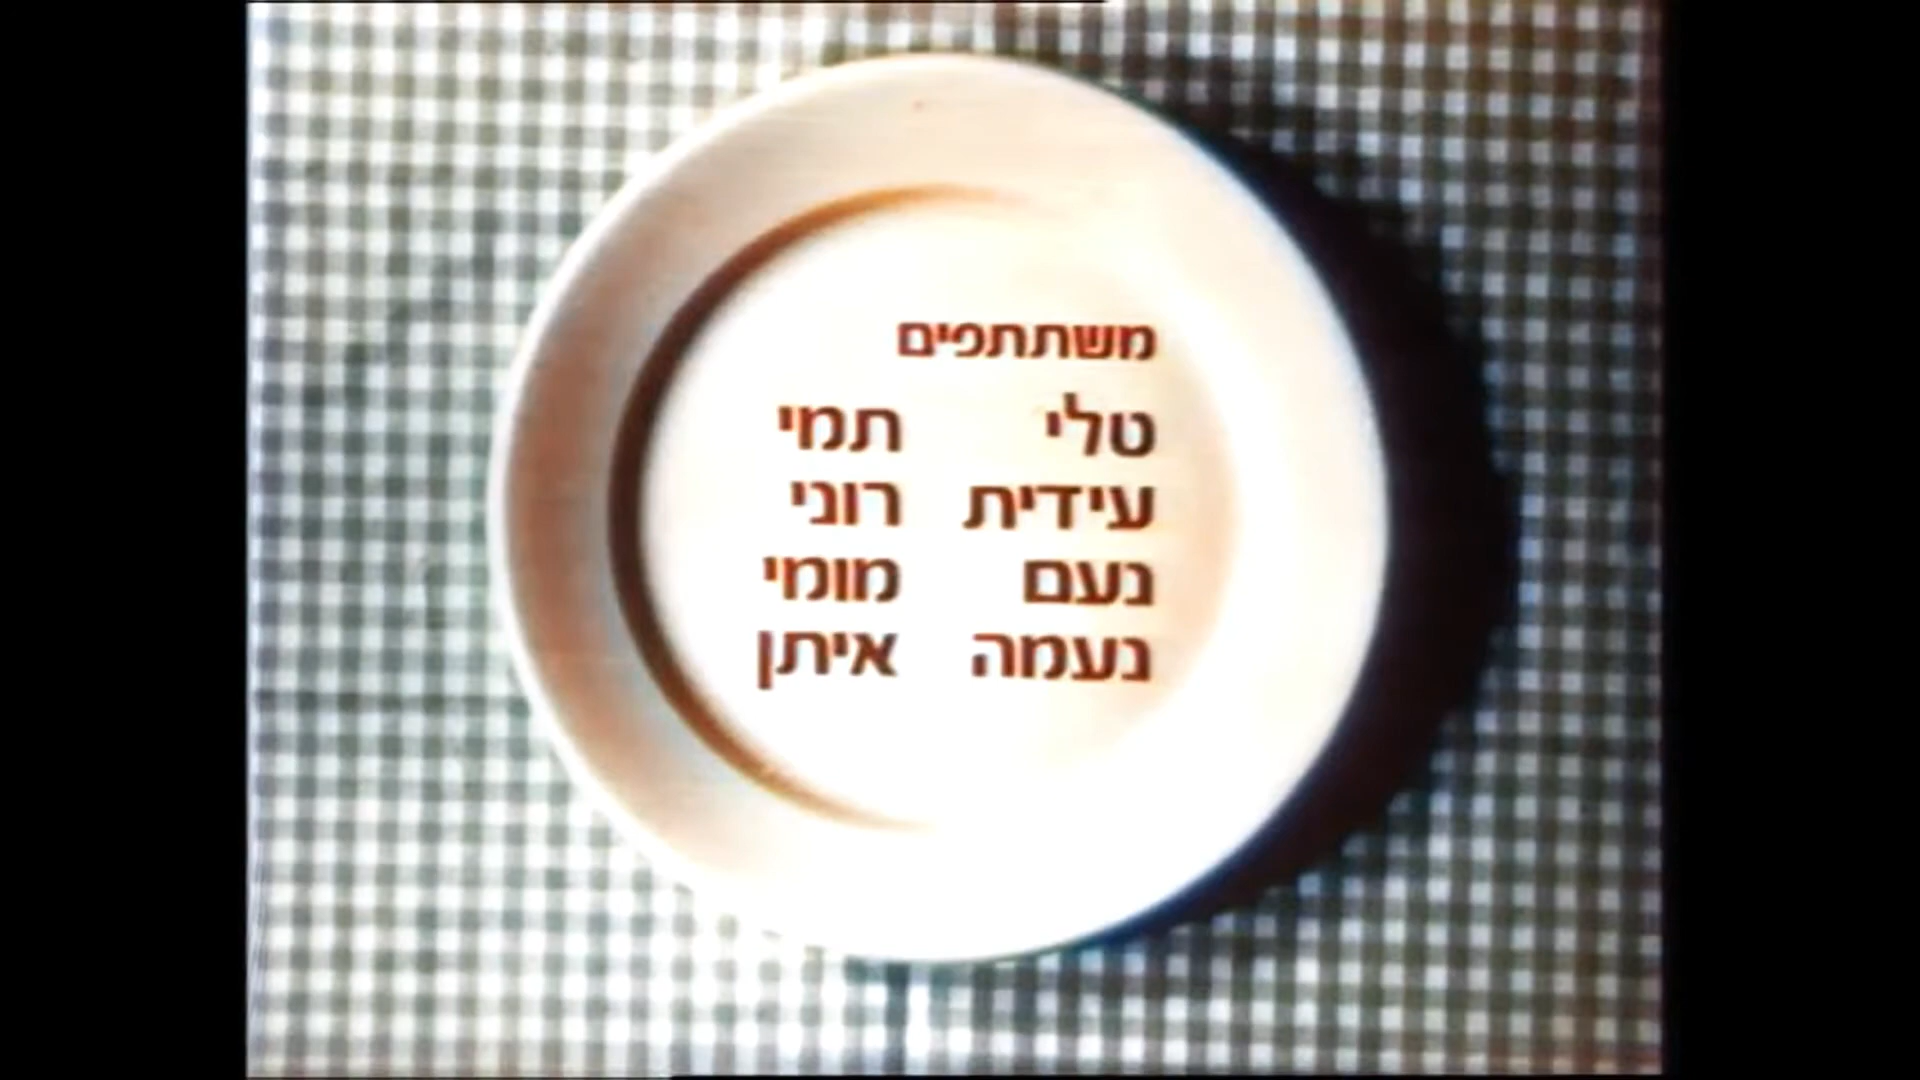 משתתפים
טלי תמי
עידית רוני
נעם מומי
נעמה איתן